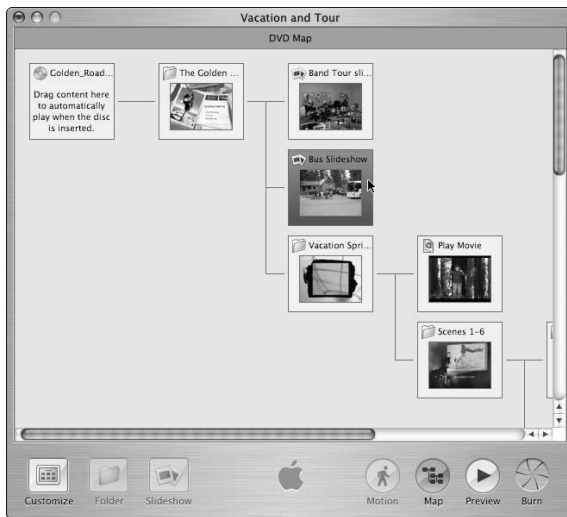 Vacation and Tour
DVD Map
Golden_Road...
Drag content here
to automatically
play when the disc
is inserted.
The Golden ...
Band Tour sli...
Bus Slideshow
Vacation Spri...
Play Movie
Scenes 1-6
Customize
Folder
Slideshow
Motion
Map
Preview
Burn